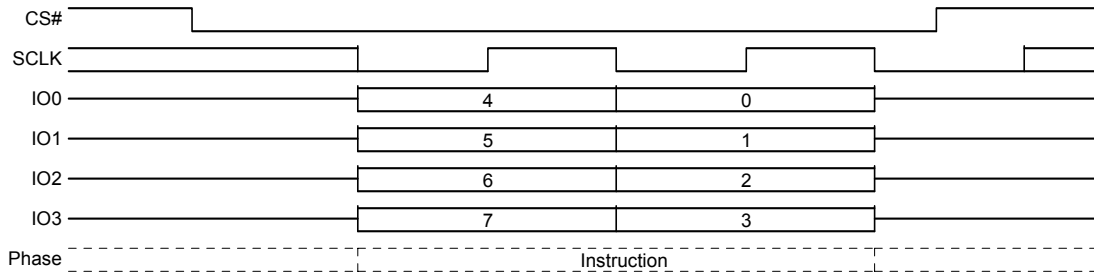 CS#
SCLK
IO0 4 0
IO1 5 1
IO2 6 2
IO3 7 3
Phase Instruction